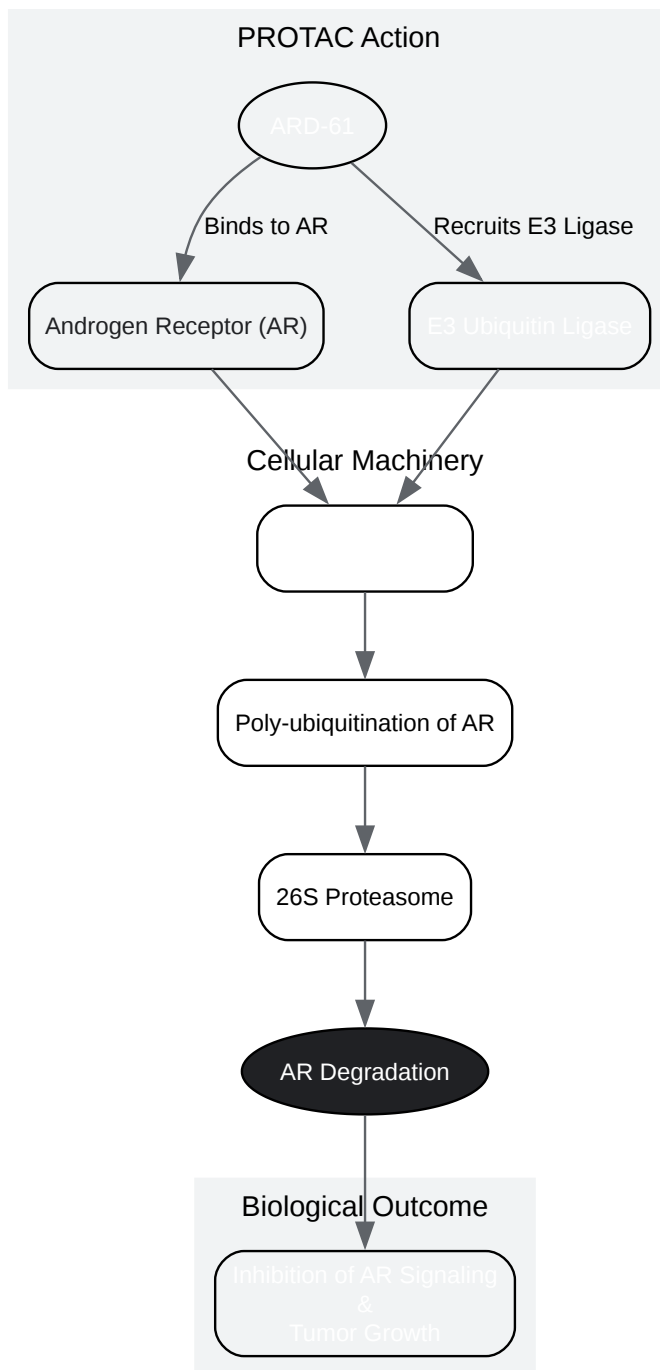 PROTAC Action
ARD-61
Binds to AR
Recruits E3 Ligase
Androgen Receptor (AR)
E3 Ubiquitin Ligase
Cellular Machinery
Poly-ubiquitination of AR
26S Proteasome
AR Degradation
Biological Outcome
Inhibition of AR Signaling
&
Tumor Growth